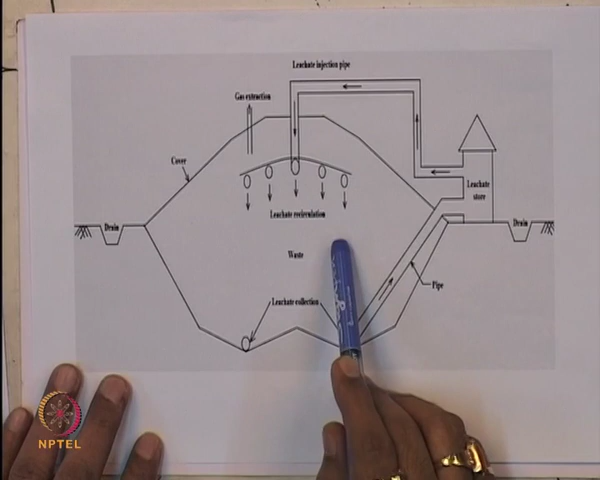 Leachate injection pipe
Gas extraction
Cover
Leachate
store
Drain
Leachate recirculation
Drain
Waste
Pipe
Leachate collection
NPTEL